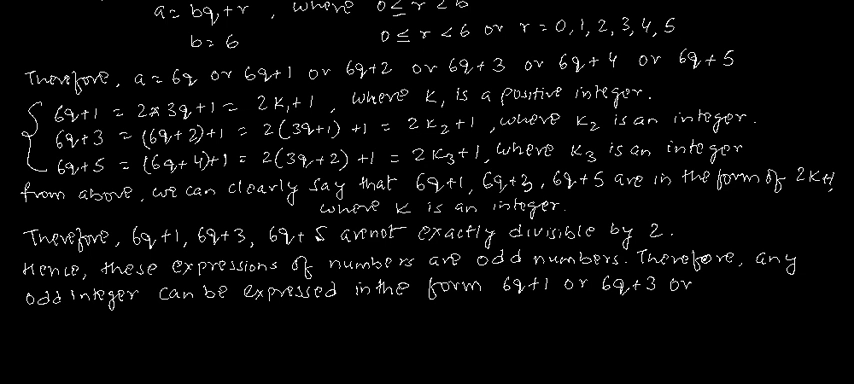 a = bq + r , where 0 ≤ r < b
b = 6 0 ≤ r < 6 or r = 0, 1, 2, 3, 4, 5
Therefore, a = 6q or 6q+1 or 6q+2 or 6q+3 or 6q+4 or 6q+5
6q+1 = 2×3q+1 = 2k₁+1 , where k₁ is a positive integer.
6q+3 = (6q+2)+1 = 2(3q+1)+1 = 2k₂+1 , where k₂ is an integer.
6q+5 = (6q+4)+1 = 2(3q+2)+1 = 2k₃+1, where k₃ is an integer
from above, we can clearly say that 6q+1, 6q+3, 6q+5 are in the form of 2k+1,
where k is an integer.
Therefore, 6q+1, 6q+3, 6q+5 are not exactly divisible by 2.
Hence, these expressions of numbers are odd numbers. Therefore, any
odd integer can be expressed in the form 6q+1 or 6q+3 or